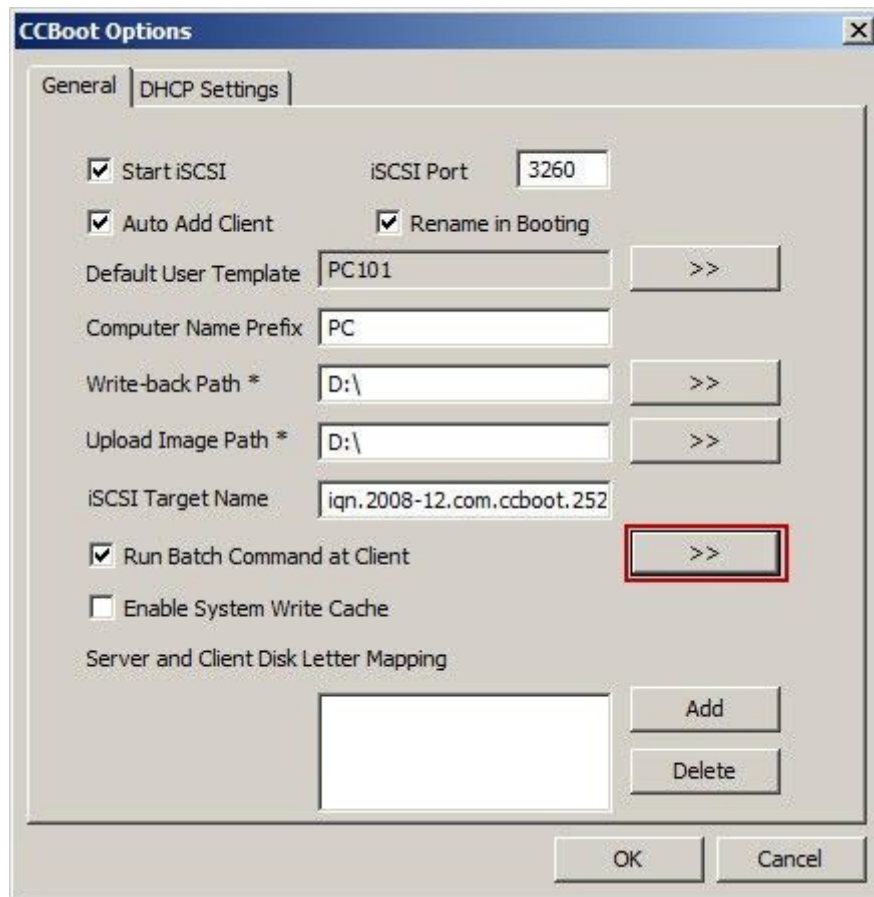 CCBoot Options
General DHCP Settings
Start iSCSI iSCSI Port 3260
Auto Add Client Rename in Booting
Default User Template PC101 >>
Computer Name Prefix PC
Write-back Path * D:\ >>
Upload Image Path * D:\ >>
iSCSI Target Name iqn.2008-12.com.ccboot.252
Run Batch Command at Client >>
Enable System Write Cache
Server and Client Disk Letter Mapping
Add
Delete
OK Cancel